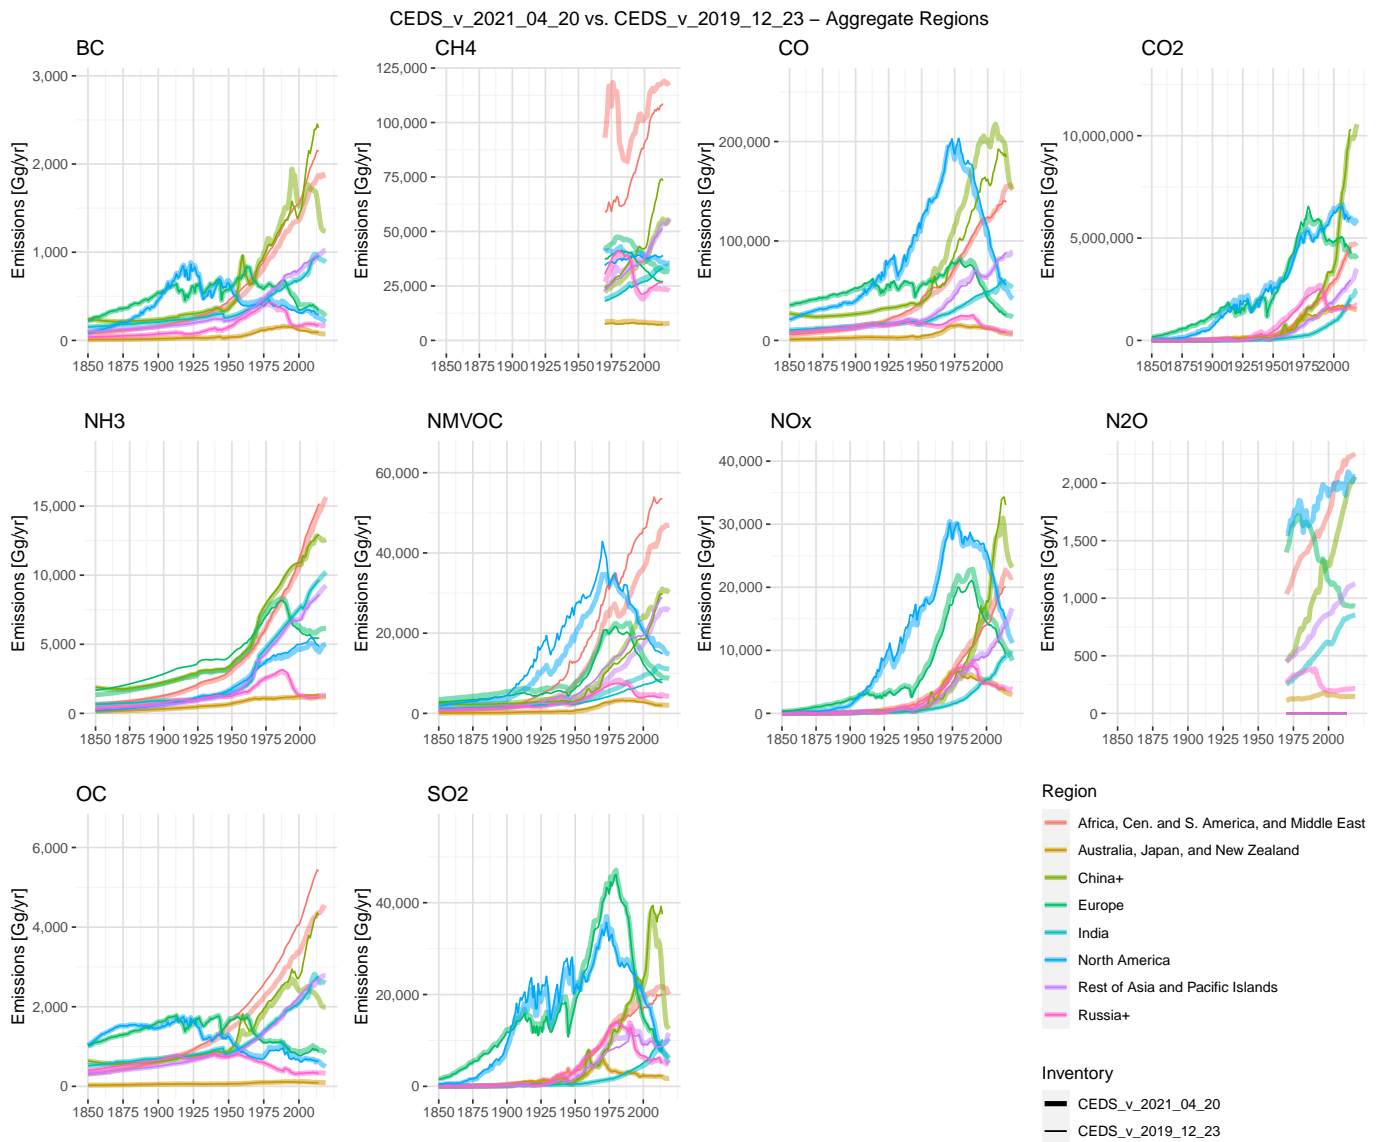 CEDS_v_2021_04_20 vs. CEDS_v_2019_12_23 – Aggregate Regions
BC
CH4
CO
CO2
Emissions [Gg/yr]
3,000
2,000
1,000
0
1850 1875 1900 1925 1950 1975 2000
Emissions [Gg/yr]
125,000
100,000
75,000
50,000
25,000
0
1850 1875 1900 1925 1950 1975 2000
Emissions [Gg/yr]
200,000
100,000
0
1850 1875 1900 1925 1950 1975 2000
Emissions [Gg/yr]
10,000,000
5,000,000
0
1850 1875 1900 1925 1950 1975 2000
NH3
NMVOC
NOx
N2O
Emissions [Gg/yr]
15,000
10,000
5,000
0
1850 1875 1900 1925 1950 1975 2000
Emissions [Gg/yr]
60,000
40,000
20,000
0
1850 1875 1900 1925 1950 1975 2000
Emissions [Gg/yr]
40,000
30,000
20,000
10,000
0
1850 1875 1900 1925 1950 1975 2000
Emissions [Gg/yr]
2,000
1,500
1,000
500
0
1850 1875 1900 1925 1950 1975 2000
OC
SO2
Emissions [Gg/yr]
6,000
4,000
2,000
0
1850 1875 1900 1925 1950 1975 2000
Emissions [Gg/yr]
40,000
20,000
0
1850 1875 1900 1925 1950 1975 2000
Region
Africa, Cen. and S. America, and Middle East
Australia, Japan, and New Zealand
China+
Europe
India
North America
Rest of Asia and Pacific Islands
Russia+
Inventory
CEDS_v_2021_04_20
CEDS_v_2019_12_23